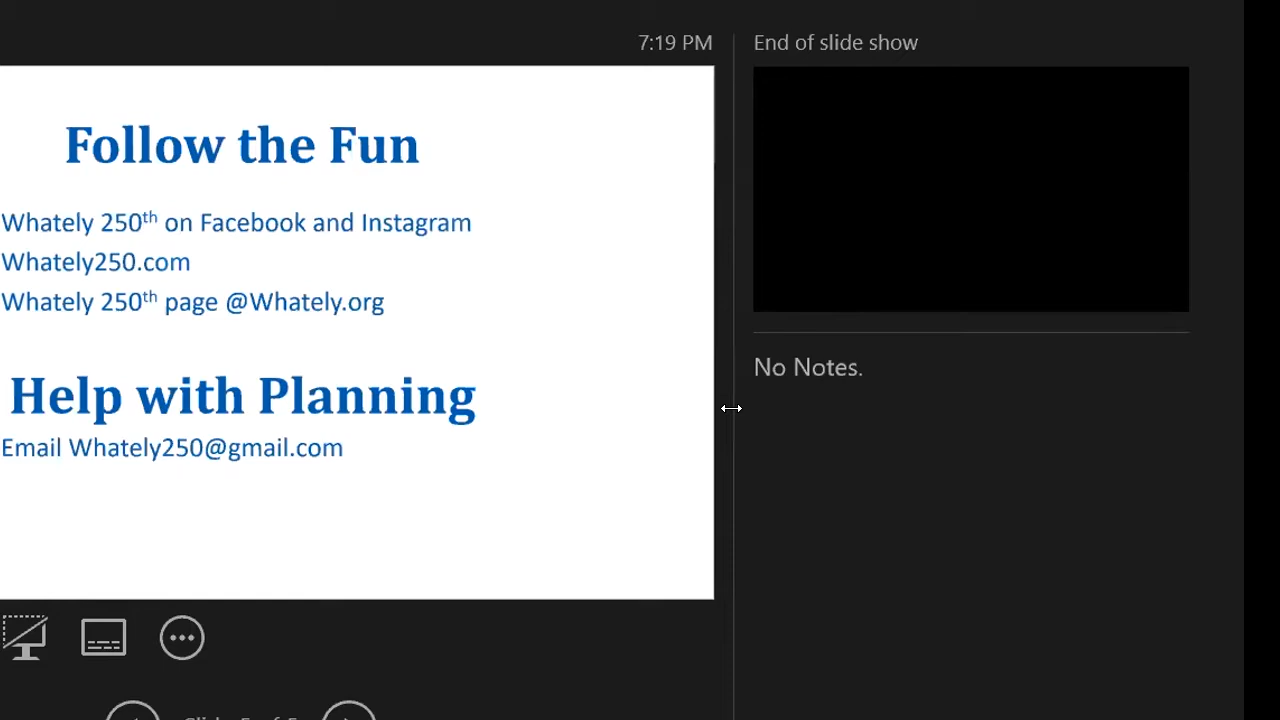 7:19 PM
End of slide show
Follow the Fun
Whately 250th on Facebook and Instagram
Whately250.com
Whately 250th page @Whately.org
No Notes.
Help with Planning
Email Whately250@gmail.com